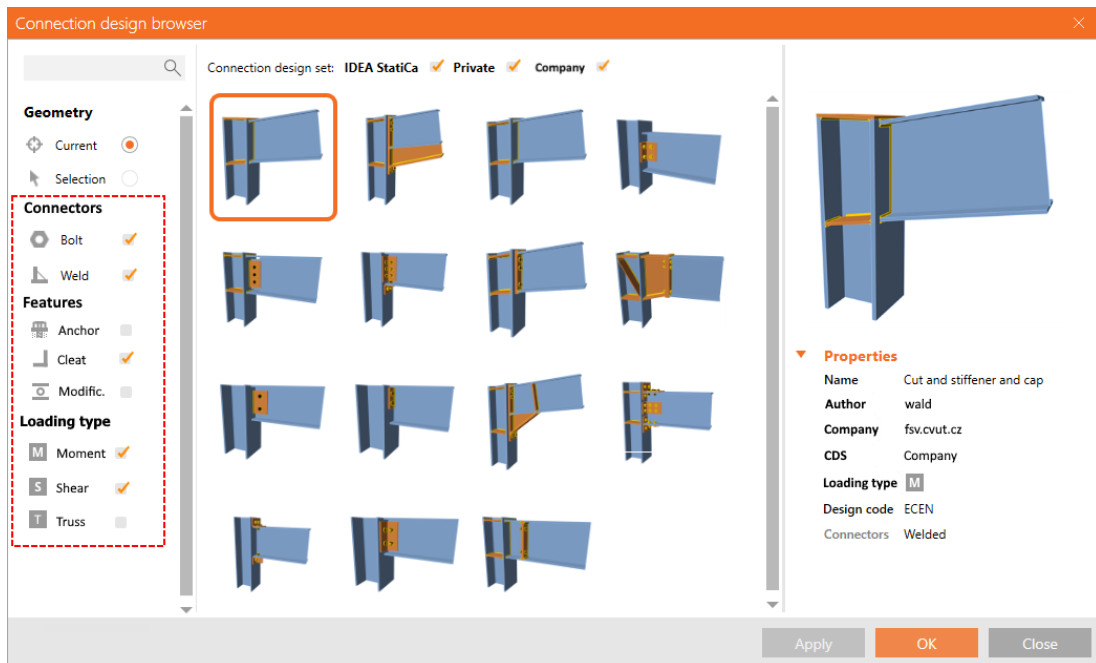 Connection design browser
Connection design set: IDEA StatiCa Private Company
Geometry
Current
Selection
Connectors
Bolt
Weld
Features
Anchor
Cleat
Modific.
Loading type
M Moment
S Shear
T Truss
Properties
Name Cut and stiffener and cap
Author wald
Company fsv.cvut.cz
CDS Company
Loading type M
Design code ECEN
Connectors Welded
Apply OK Close